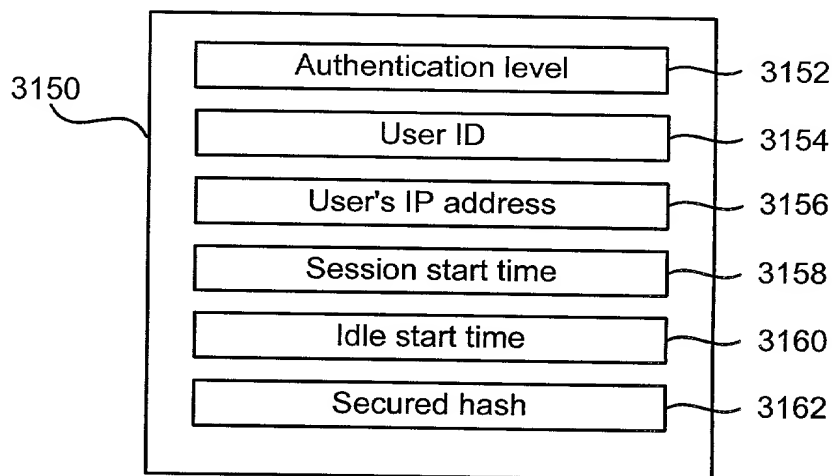 Authentication level 3152
3150
User ID 3154
User's IP address 3156
Session start time 3158
Idle start time 3160
Secured hash 3162